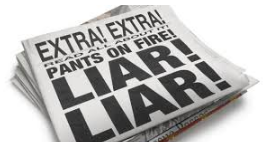 EXTRA! EXTRA!
READ ALL ABOUT IT!
PANTS ON FIRE!
LIAR!
LIAR!